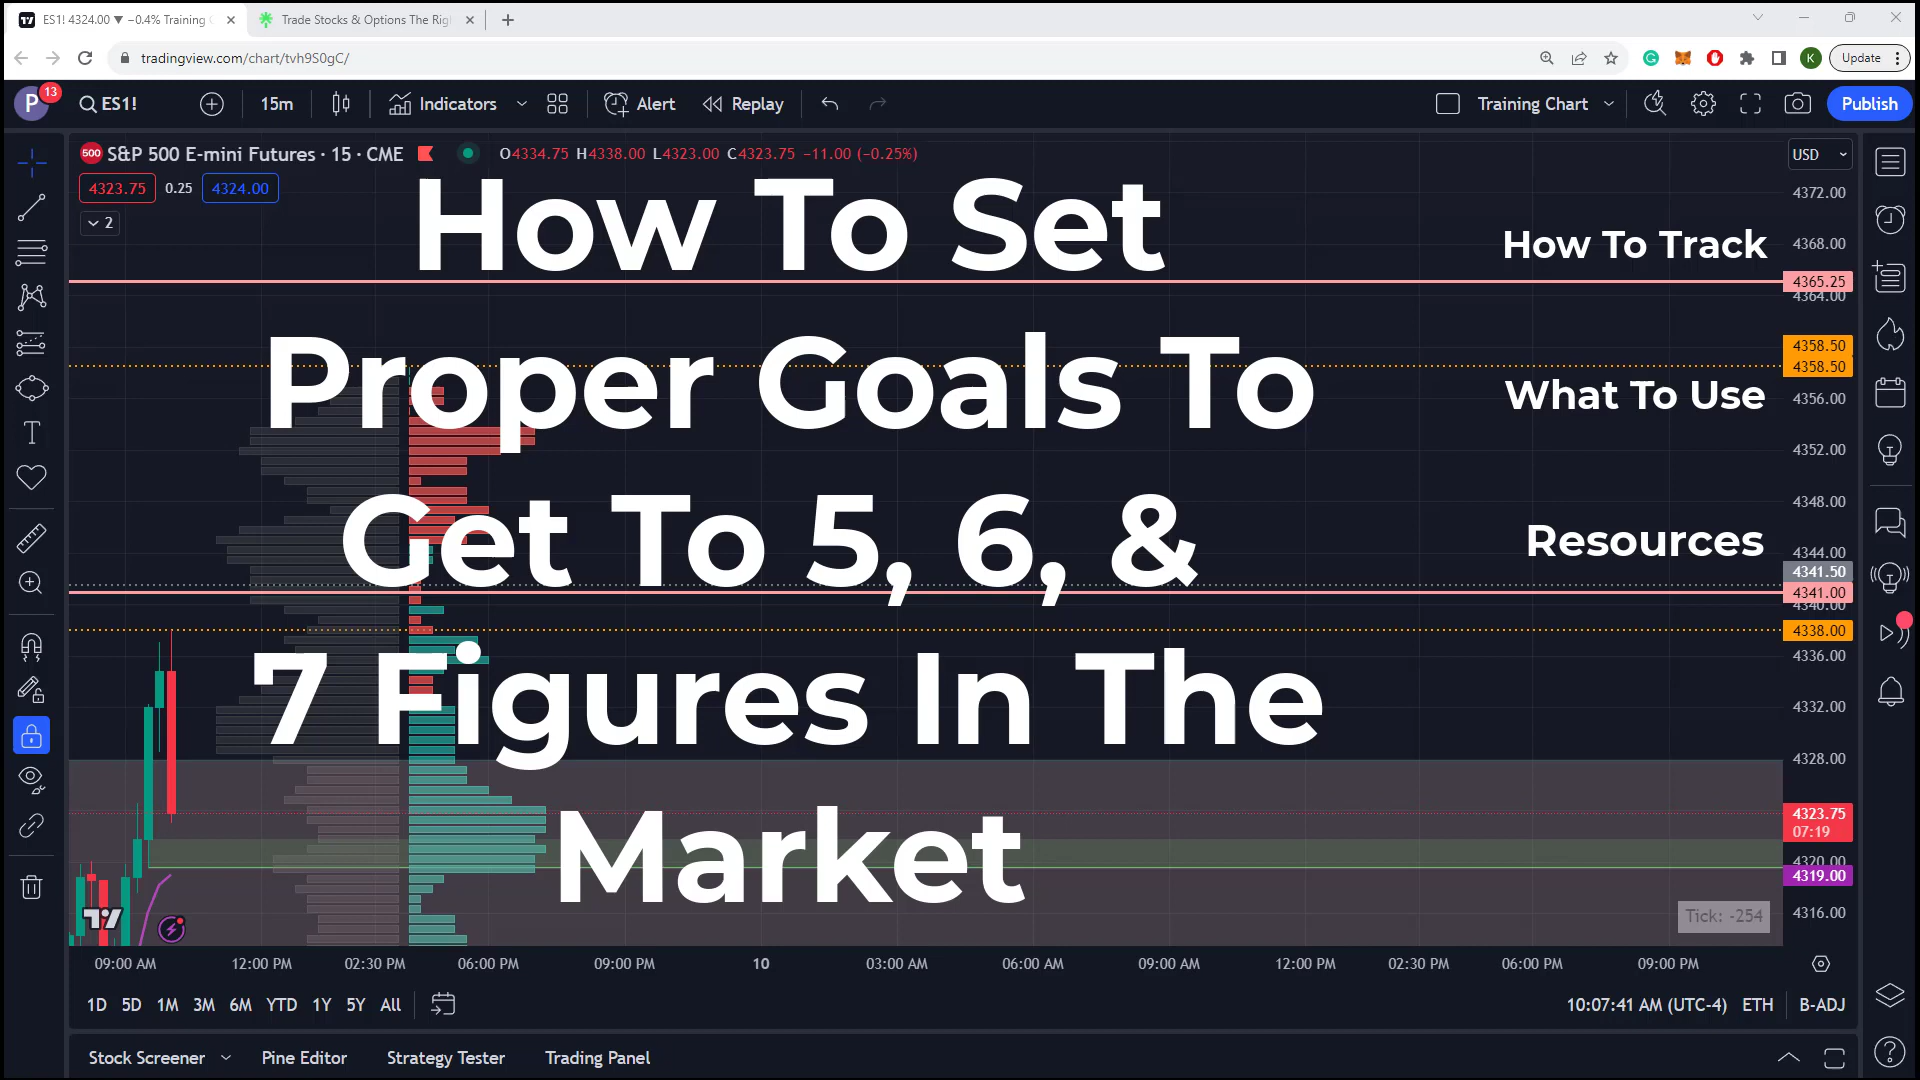 ES1! 4324.00 ▼ −0.4% Training
Trade Stocks & Options The Rig
tradingview.com/chart/tvh9S0gC/
K
Update
P
13
ES1!
15m
Indicators
Alert
Replay
Training Chart
Publish
500
S&P 500 E-mini Futures · 15 · CME
O4334.75 H4338.00 L4323.00 C4323.75 −11.00 (−0.25%)
USD
4323.75
0.25
4324.00
2
How To Set
Proper Goals To
Get To 5, 6, &
7 Figures In The
Market
How To Track
What To Use
Resources
4372.00
4368.00
4365.25
4364.00
4358.50
4358.50
4356.00
4352.00
4348.00
4344.00
4341.50
4341.00
4340.00
4338.00
4336.00
4332.00
4328.00
4323.75
07:19
4320.00
4319.00
4316.00
Tick: -254
09:00 AM
12:00 PM
02:30 PM
06:00 PM
09:00 PM
10
03:00 AM
06:00 AM
09:00 AM
12:00 PM
02:30 PM
06:00 PM
09:00 PM
1D 5D 1M 3M 6M YTD 1Y 5Y All
10:07:41 AM (UTC-4)
ETH
B-ADJ
Stock Screener
Pine Editor
Strategy Tester
Trading Panel